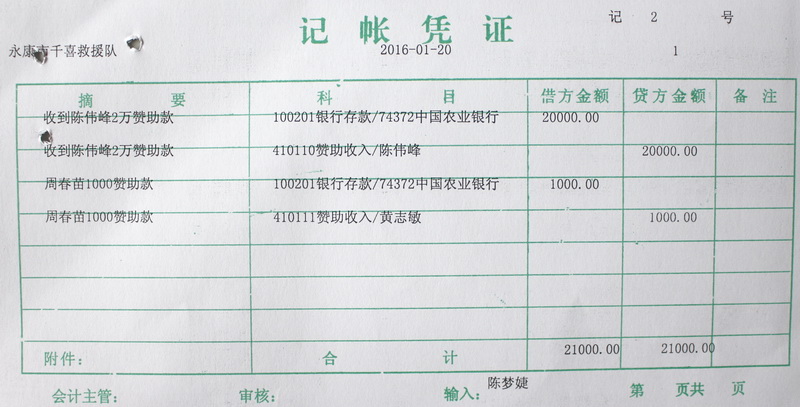 记 2 号
记帐凭证
永康市千喜救援队 2016-01-20 1
摘要 科目 借方金额 贷方金额 备注
收到陈伟峰2万赞助款 100201银行存款/74372中国农业银行 20000.00
收到陈伟峰2万赞助款 410110赞助收入/陈伟峰 20000.00
周春苗1000赞助款 100201银行存款/74372中国农业银行 1000.00
周春苗1000赞助款 410111赞助收入/黄志敏 1000.00
附件： 合计 21000.00 21000.00
会计主管： 审核： 输入： 陈梦婕 第 页共 页